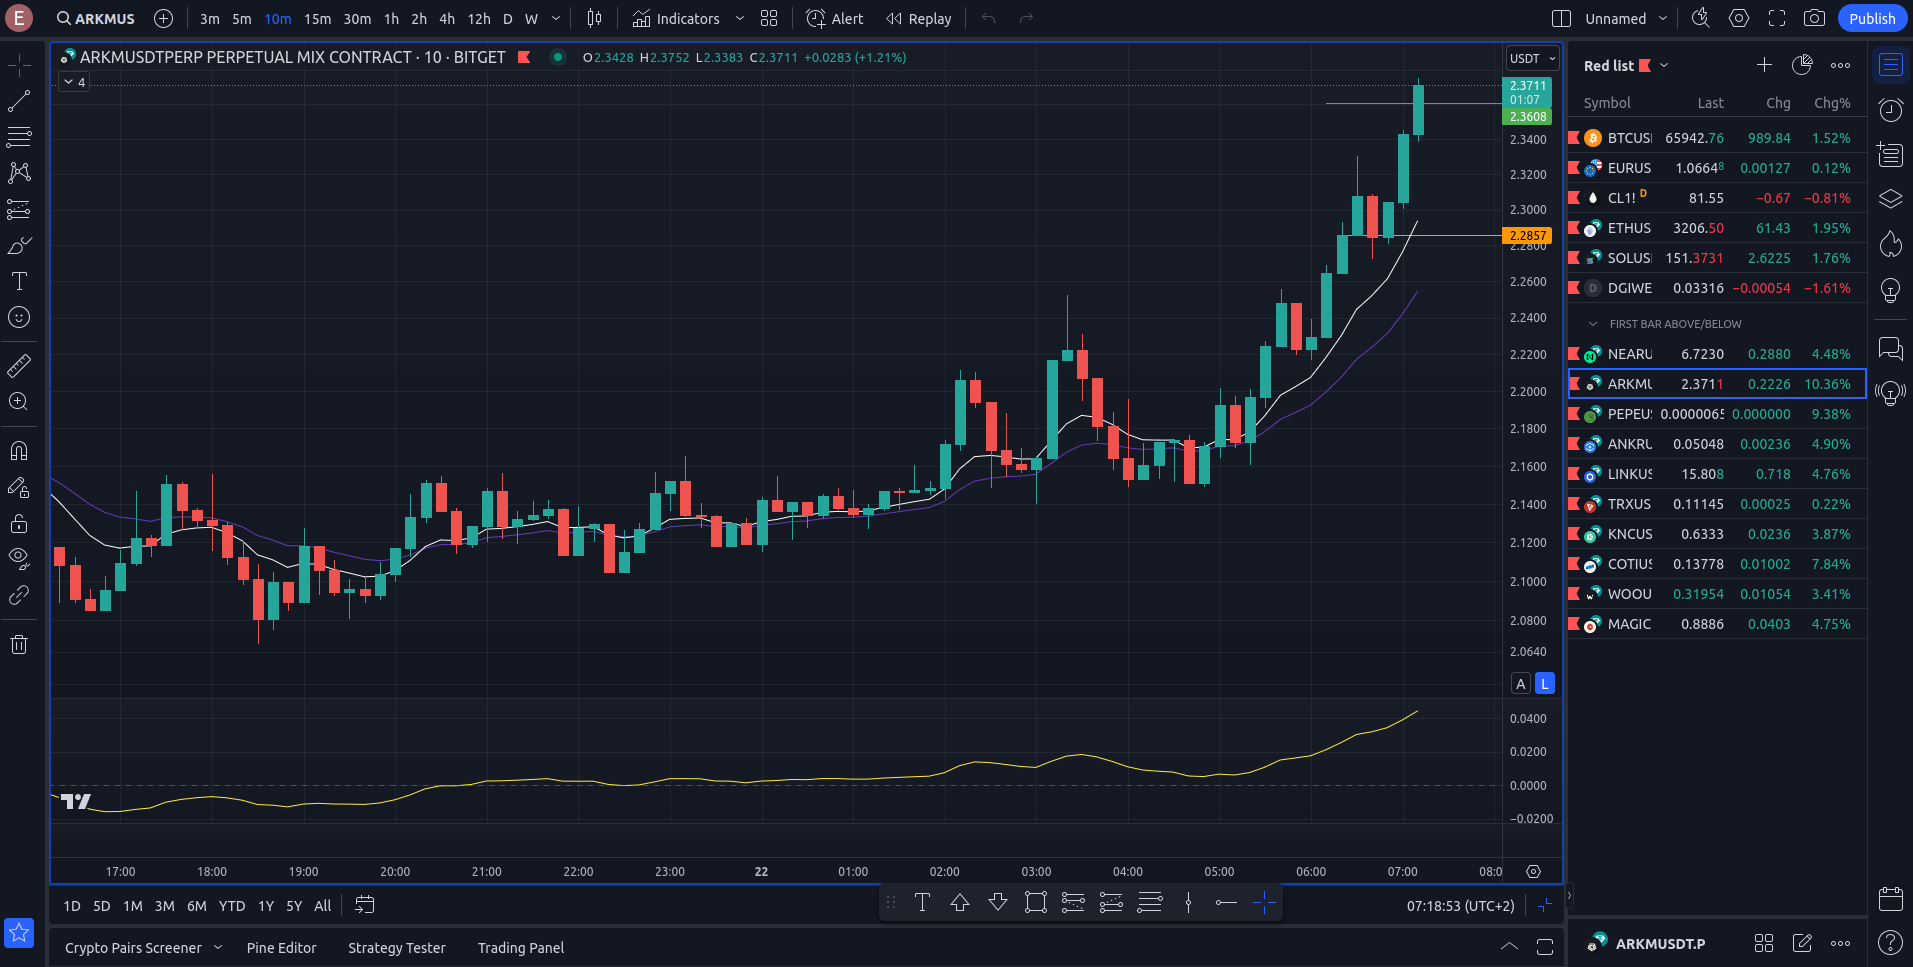 E ARKMUS 3m 5m 10m 15m 30m 1h 2h 4h 12h D W Indicators Alert Replay Unnamed Publish
ARKMUSDTPERP PERPETUAL MIX CONTRACT · 10 · BITGET O2.3428 H2.3752 L2.3383 C2.3711 +0.0283 (+1.21%)
4
USDT
2.3711
01:07
2.3608
2.3400
2.3200
2.3000
2.2857
2.2800
2.2600
2.2400
2.2200
2.2000
2.1800
2.1600
2.1400
2.1200
2.1000
2.0800
2.0640
A L
0.0400
0.0200
0.0000
−0.0200
17:00 18:00 19:00 20:00 21:00 22:00 23:00 22 01:00 02:00 03:00 04:00 05:00 06:00 07:00 08:0
1D 5D 1M 3M 6M YTD 1Y 5Y All
07:18:53 (UTC+2)
Crypto Pairs Screener Pine Editor Strategy Tester Trading Panel
Red list
Symbol Last Chg Chg%
BTCUSI 65942.76 989.84 1.52%
EURUS 1.06648 0.00127 0.12%
CL1! D 81.55 −0.67 −0.81%
ETHUS 3206.50 61.43 1.95%
SOLUSI 151.3731 2.6225 1.76%
D DGIWE 0.03316 −0.00054 −1.61%
FIRST BAR ABOVE/BELOW
NEARU 6.7230 0.2880 4.48%
ARKMU 2.3711 0.2226 10.36%
PEPEUS 0.0000065 0.000000 9.38%
ANKRU 0.05048 0.00236 4.90%
LINKUS 15.808 0.718 4.76%
TRXUS 0.11145 0.00025 0.22%
KNCUS 0.6333 0.0236 3.87%
COTIUS 0.13778 0.01002 7.84%
WOOU 0.31954 0.01054 3.41%
MAGIC 0.8886 0.0403 4.75%
ARKMUSDT.P